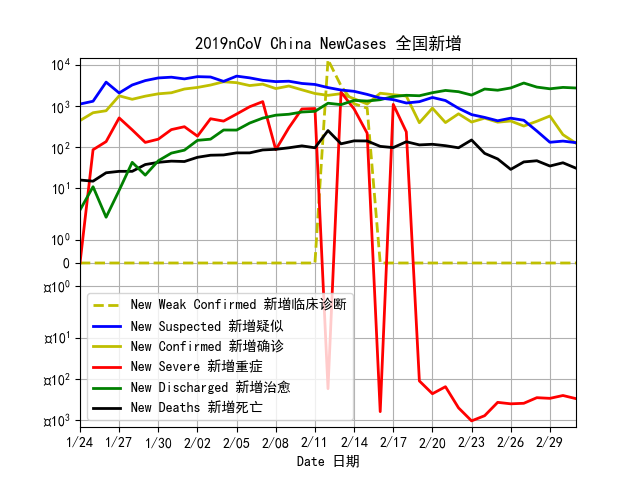 2019nCoV China NewCases 全国新增
10⁴
10³
10²
10¹
10⁰
0
¤10⁰
¤10¹
¤10²
¤10³
New Weak Confirmed 新增临床诊断
New Suspected 新增疑似
New Confirmed 新增确诊
New Severe 新增重症
New Discharged 新增治愈
New Deaths 新增死亡
1/24 1/27 1/30 2/02 2/05 2/08 2/11 2/14 2/17 2/20 2/23 2/26 2/29
Date 日期